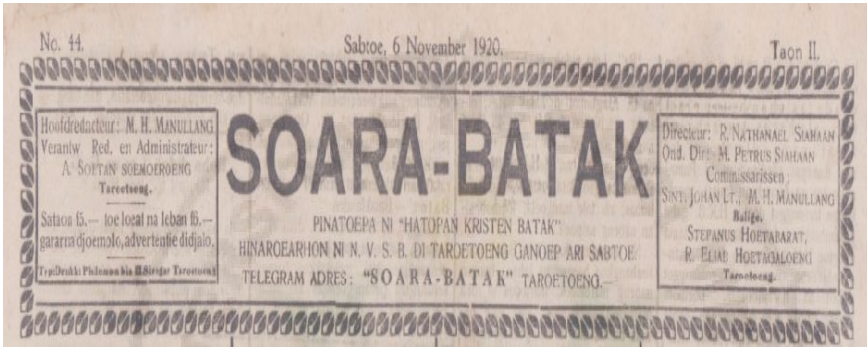 No. 44.
Sabtoe, 6 November 1920.
Taon II.
Hoofdredacteur: M. H. MANULLANG
Verantw. Red. en Administrateur:
A. SOETAN SOEMOEROENG
Taroetoeng.
Sataon f5.— toe loeat na leban f6.—
gararna djoemolo, advertentie didjalo.
Typ: Drukk: Philemon bin H. Siregar Taroetoeng
SOARA-BATAK
PINATOEPA NI "HATOPAN KRISTEN BATAK"
HINAROEARHON NI N. V. S. B. DI TAROETOENG GANOEP ARI SABTOE.
TELEGRAM ADRES: "SOARA-BATAK" TAROETOENG.—
Directeur: R. NATHANAEL SIAHAAN
Ond. Dir: M. PETRUS SIAHAAN
Commissarissen:
SINT. JOHAN LT., M. H. MANULLANG
Balige.
STEPANUS HOETABARAT,
R. ELIAB HOETAGALOENG
Taroetoeng.